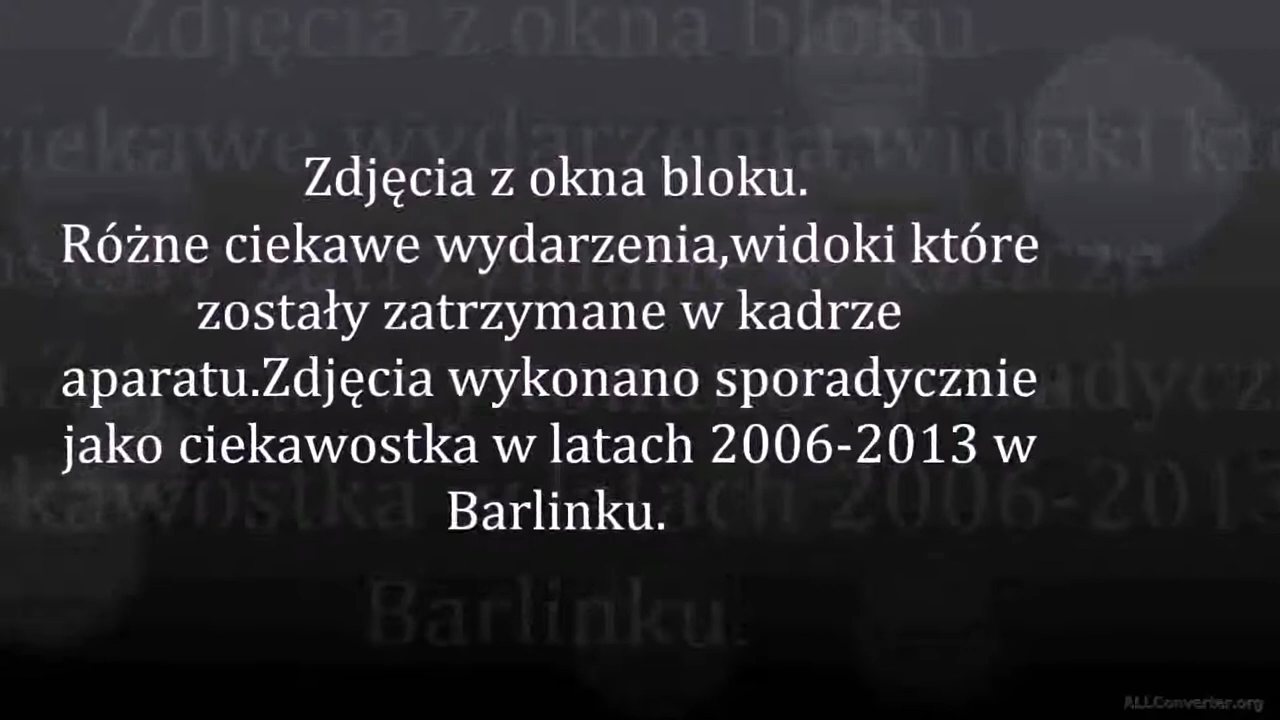 Zdjęcia z okna bloku.
Różne ciekawe wydarzenia,widoki które
zostały zatrzymane w kadrze
aparatu.Zdjęcia wykonano sporadycznie
jako ciekawostka w latach 2006-2013 w
Barlinku.
ALLConverter.org